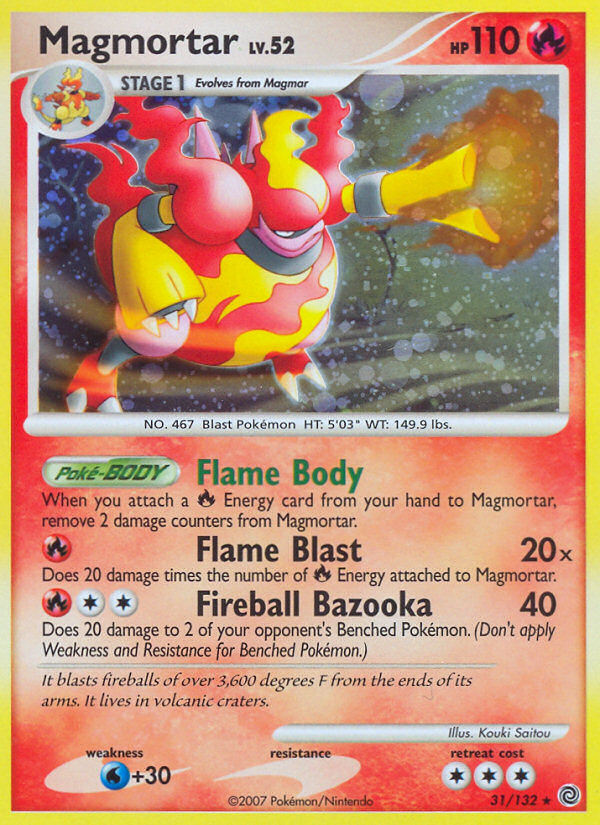 Magmortar LV.52 HP110
STAGE 1 Evolves from Magmar
NO. 467 Blast Pokémon HT: 5'03" WT: 149.9 lbs.
Poké-BODY Flame Body
When you attach a Energy card from your hand to Magmortar,
remove 2 damage counters from Magmortar.
Flame Blast 20x
Does 20 damage times the number of Energy attached to Magmortar.
Fireball Bazooka 40
Does 20 damage to 2 of your opponent's Benched Pokémon. (Don't apply
Weakness and Resistance for Benched Pokémon.)
It blasts fireballs of over 3,600 degrees F from the ends of its
arms. It lives in volcanic craters.
Illus. Kouki Saitou
weakness resistance retreat cost
+30
©2007 Pokémon/Nintendo 31/132 ★